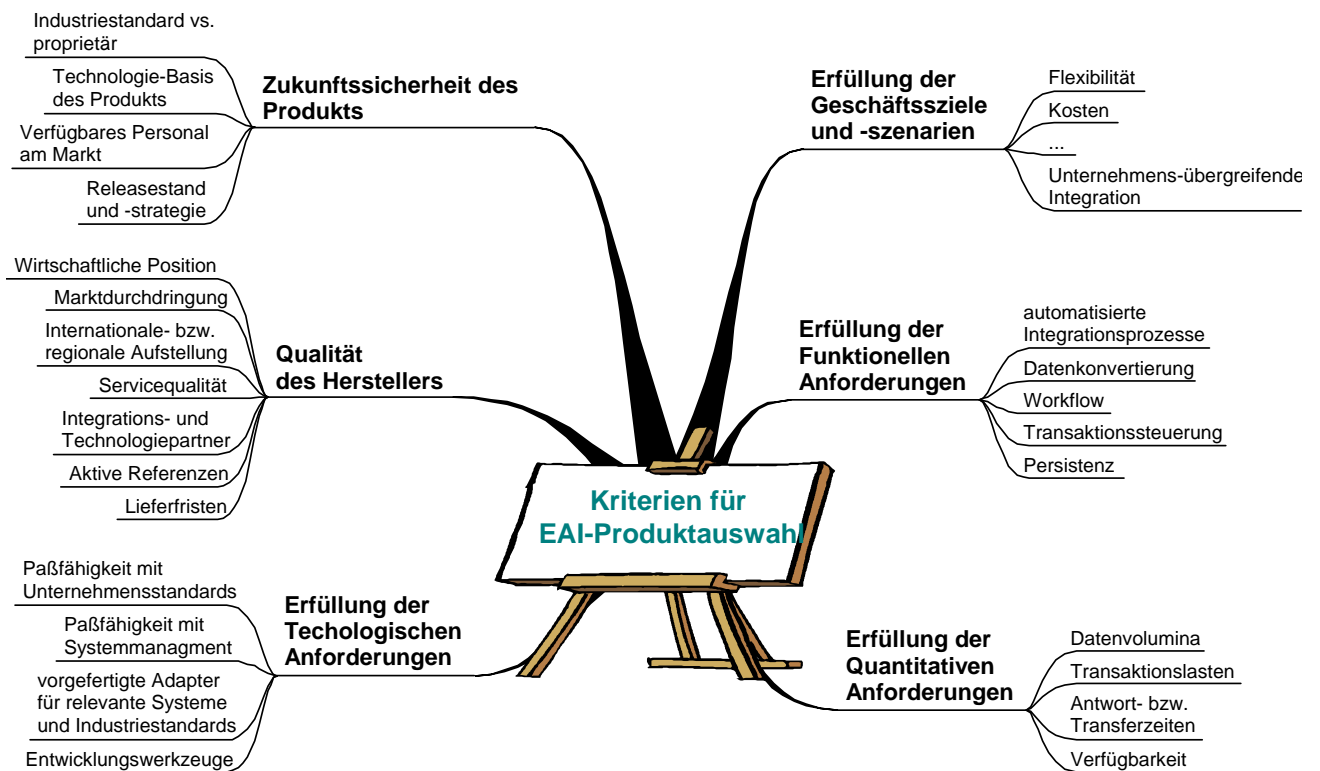 Industriestandard vs.
proprietär
Technologie-Basis
des Produkts
Verfügbares Personal
am Markt
Releasestand
und -strategie
Zukunftssicherheit des
Produkts
Wirtschaftliche Position
Marktdurchdringung
Internationale- bzw.
regionale Aufstellung
Servicequalität
Integrations- und
Technologiepartner
Aktive Referenzen
Lieferfristen
Qualität
des Herstellers
Paßfähigkeit mit
Unternehmensstandards
Paßfähigkeit mit
Systemmanagment
vorgefertigte Adapter
für relevante Systeme
und Industriestandards
Entwicklungswerkzeuge
Erfüllung der
Techologischen
Anforderungen
Kriterien für
EAI-Produktauswahl
Erfüllung der
Geschäftssziele
und -szenarien
Flexibilität
Kosten
...
Unternehmens-übergreifende
Integration
Erfüllung der
Funktionellen
Anforderungen
automatisierte
Integrationsprozesse
Datenkonvertierung
Workflow
Transaktionssteuerung
Persistenz
Erfüllung der
Quantitativen
Anforderungen
Datenvolumina
Transaktionslasten
Antwort- bzw.
Transferzeiten
Verfügbarkeit